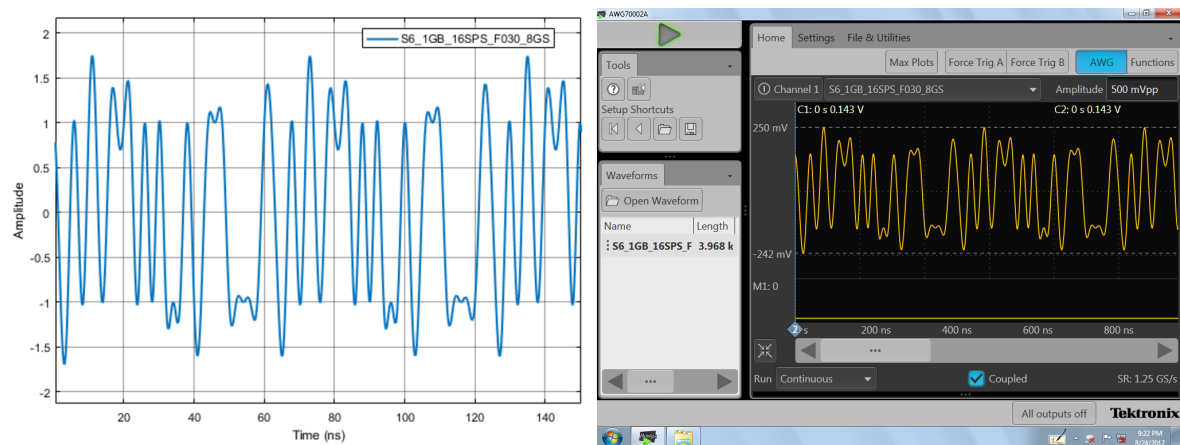 S6_1GB_16SPS_F030_8GS
2
1.5
1
0.5
0
-0.5
-1
-1.5
-2
Amplitude
20 40 60 80 100 120 140
Time (ns)
AWG70002A
Home Settings File & Utilities
Max Plots Force Trig A Force Trig B AWG Functions
Tools
Setup Shortcuts
Channel 1 S6_1GB_16SPS_F030_8GS Amplitude 500 mVpp
C1: 0 s 0.143 V C2: 0 s 0.143 V
250 mV
-242 mV
M1: 0
Waveforms
Open Waveform
Name Length
S6_1GB_16SPS_F 3.968 k
2 s 200 ns 400 ns 600 ns 800 ns
Run Continuous Coupled SR: 1.25 GS/s
All outputs off Tektronix
9:22 PM
8/24/2017